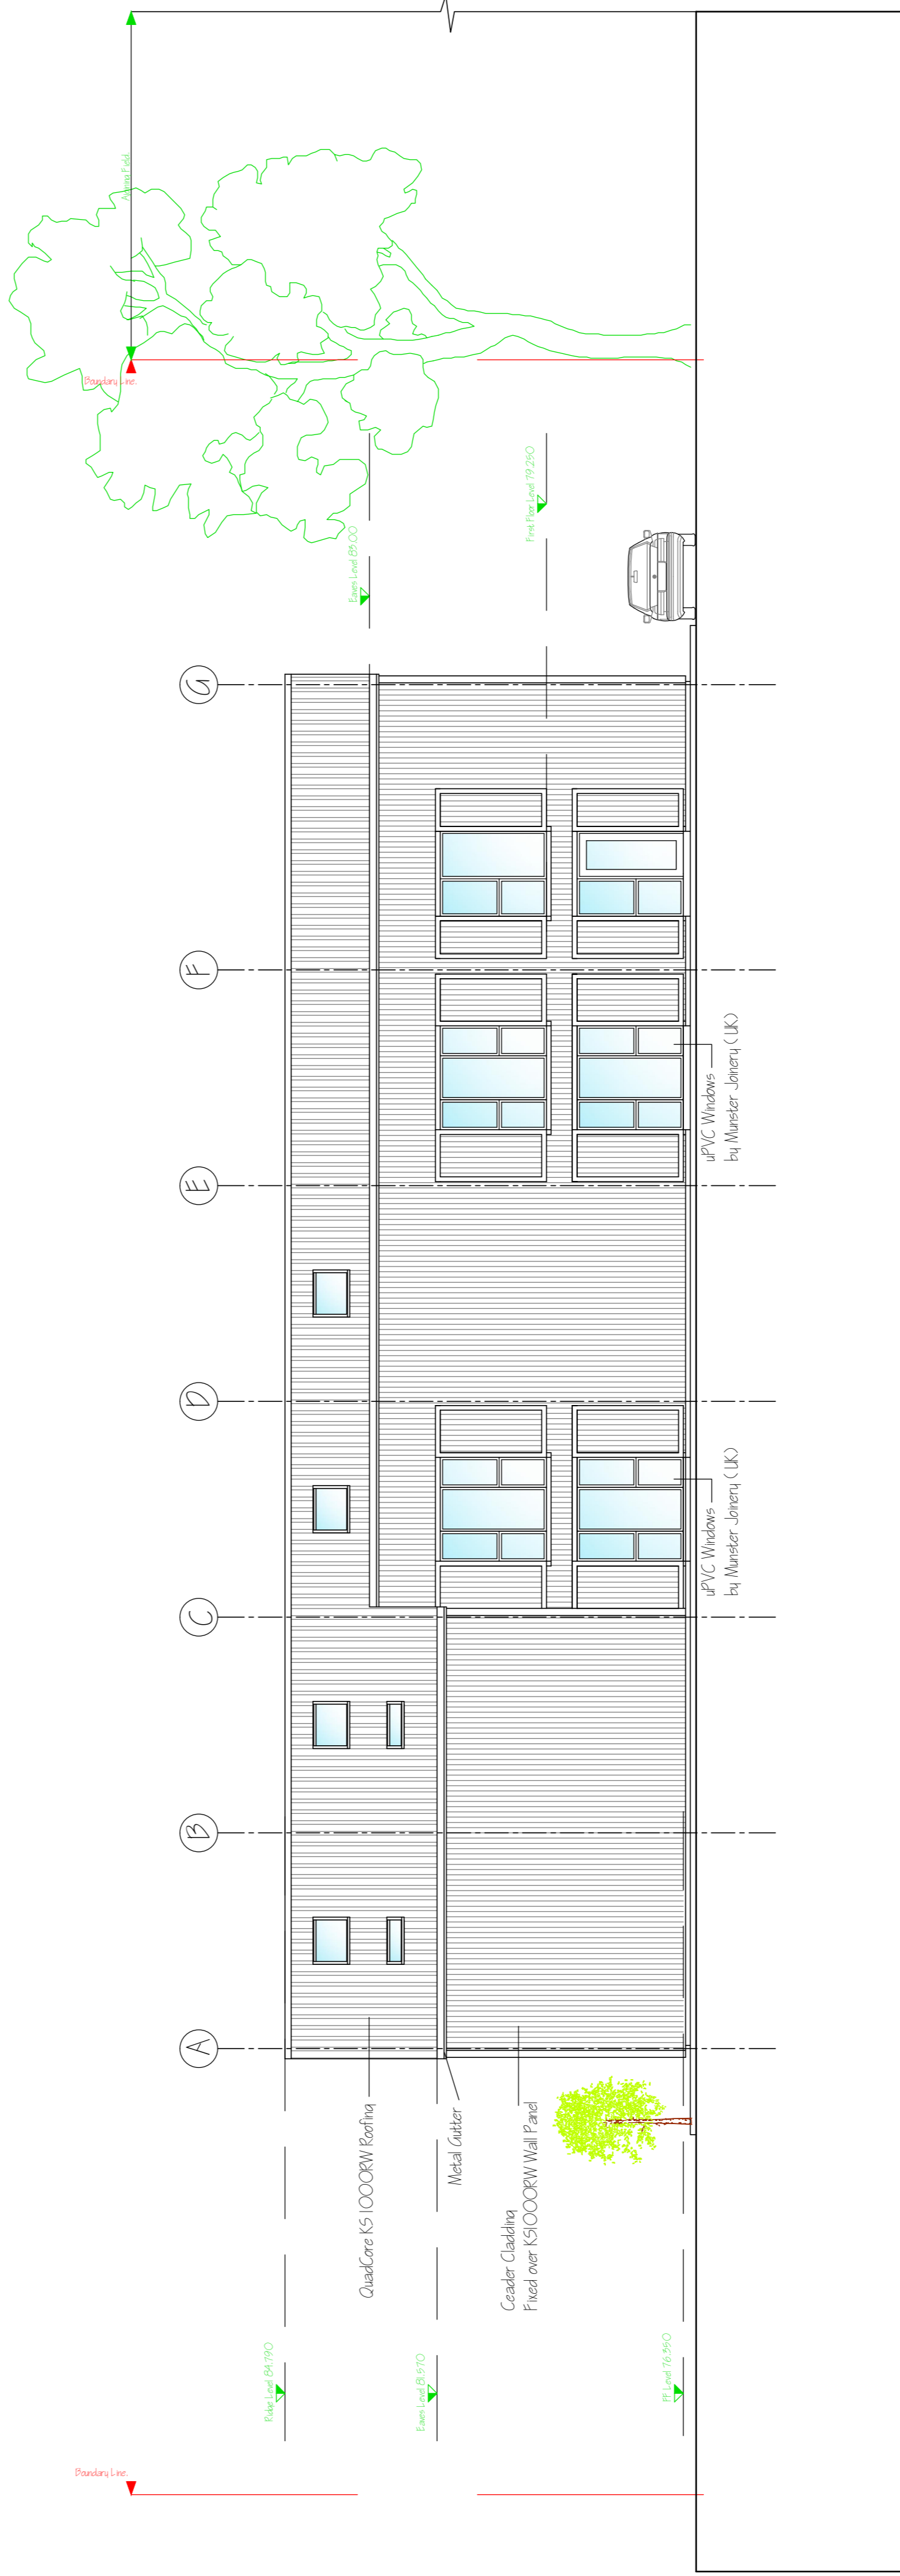 Boundary Line.
Ridge Level 84.790
Eaves Level 81.570
FF Level 76.350
QuadCore KS 1000RW Roofing
Metal Gutter
Ceader Cladding
Fixed over KS1000RW Wall Panel
A
B
C
D
E
F
G
uPVC Windows
by Munster Joinery ( UK)
uPVC Windows
by Munster Joinery ( UK)
Eaves Level 83.00
First Floor Level 79.250
Boundary Line.
Field.